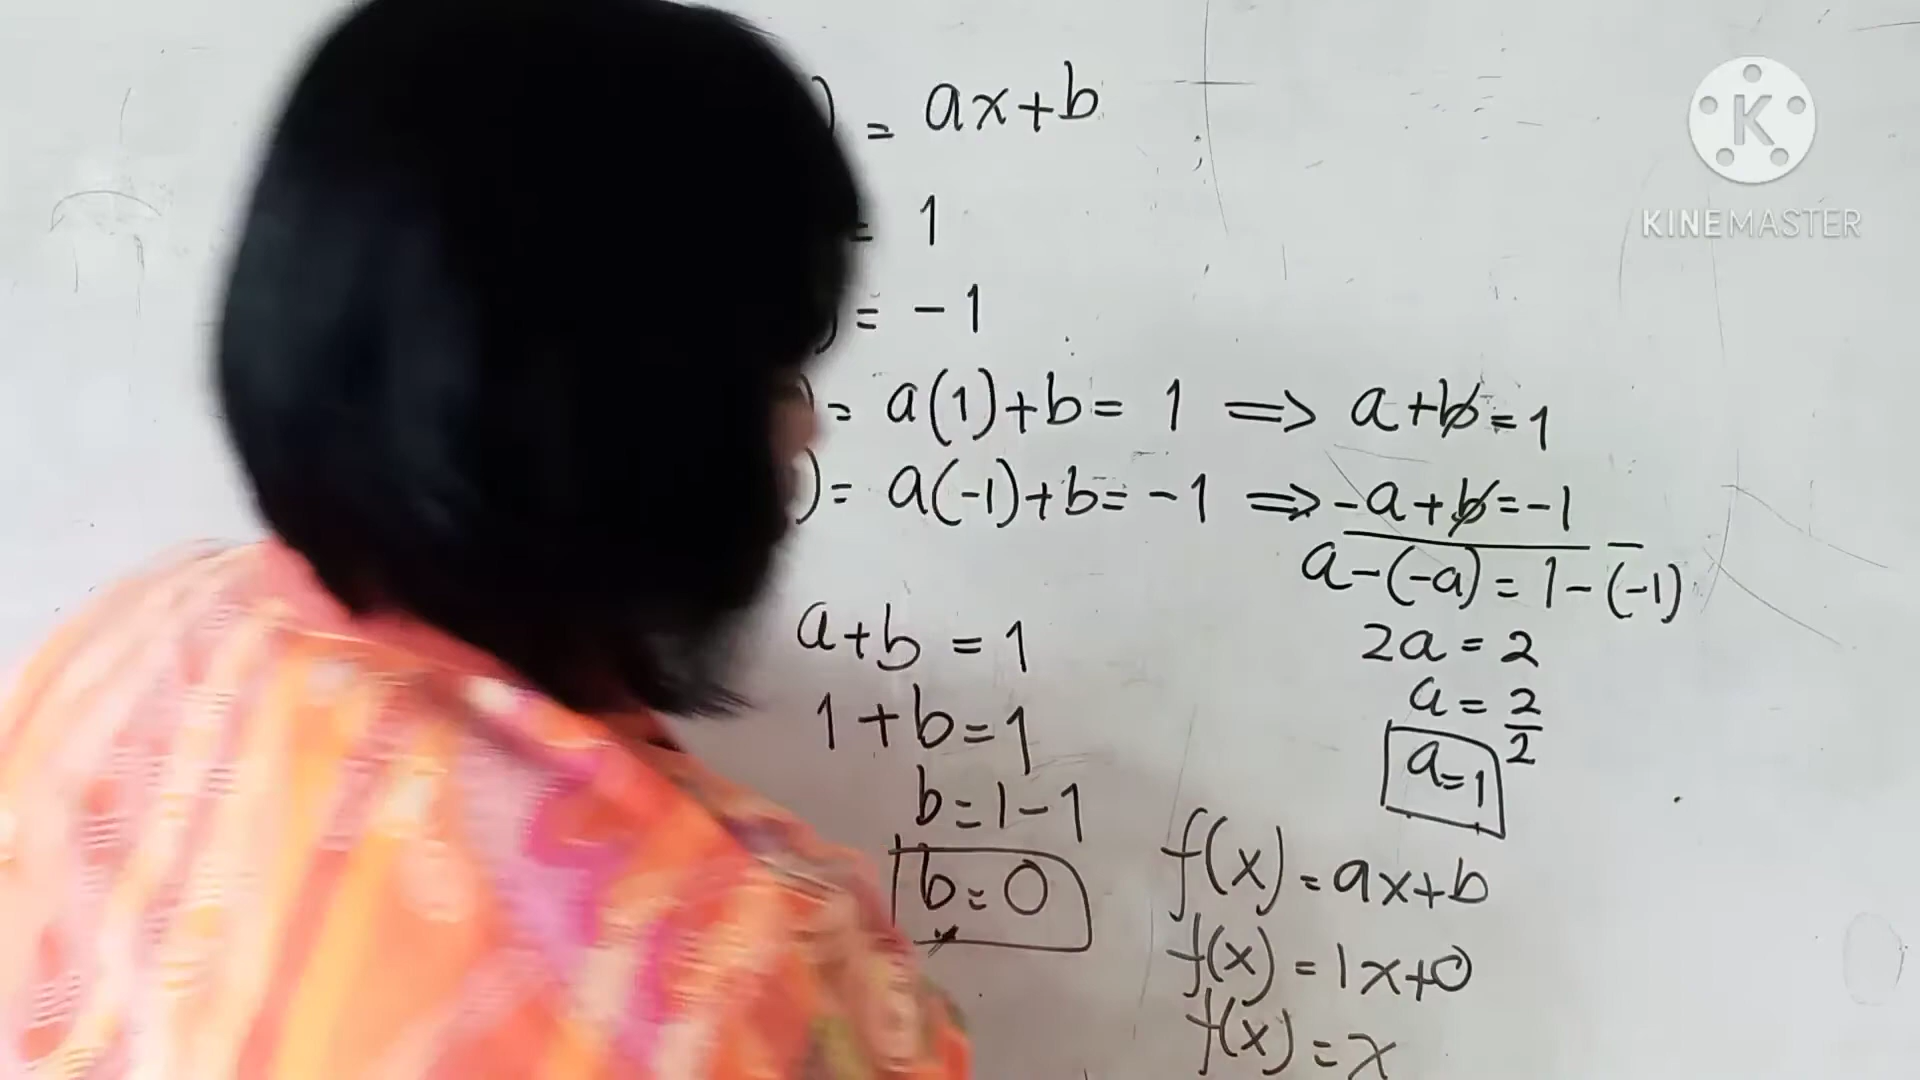 ) = ax+b
= 1
) = -1
) = a(1)+b = 1 ⟹ a+b=1
) = a(-1)+b = -1 ⟹ -a+b=-1
a-(-a) = 1-(-1)
2a = 2
a = 2/2
a=1
a+b = 1
1+b=1
b=1-1
b=0
f(x) = ax+b
f(x) = 1x+0
f(x) = x
K
KINEMASTER